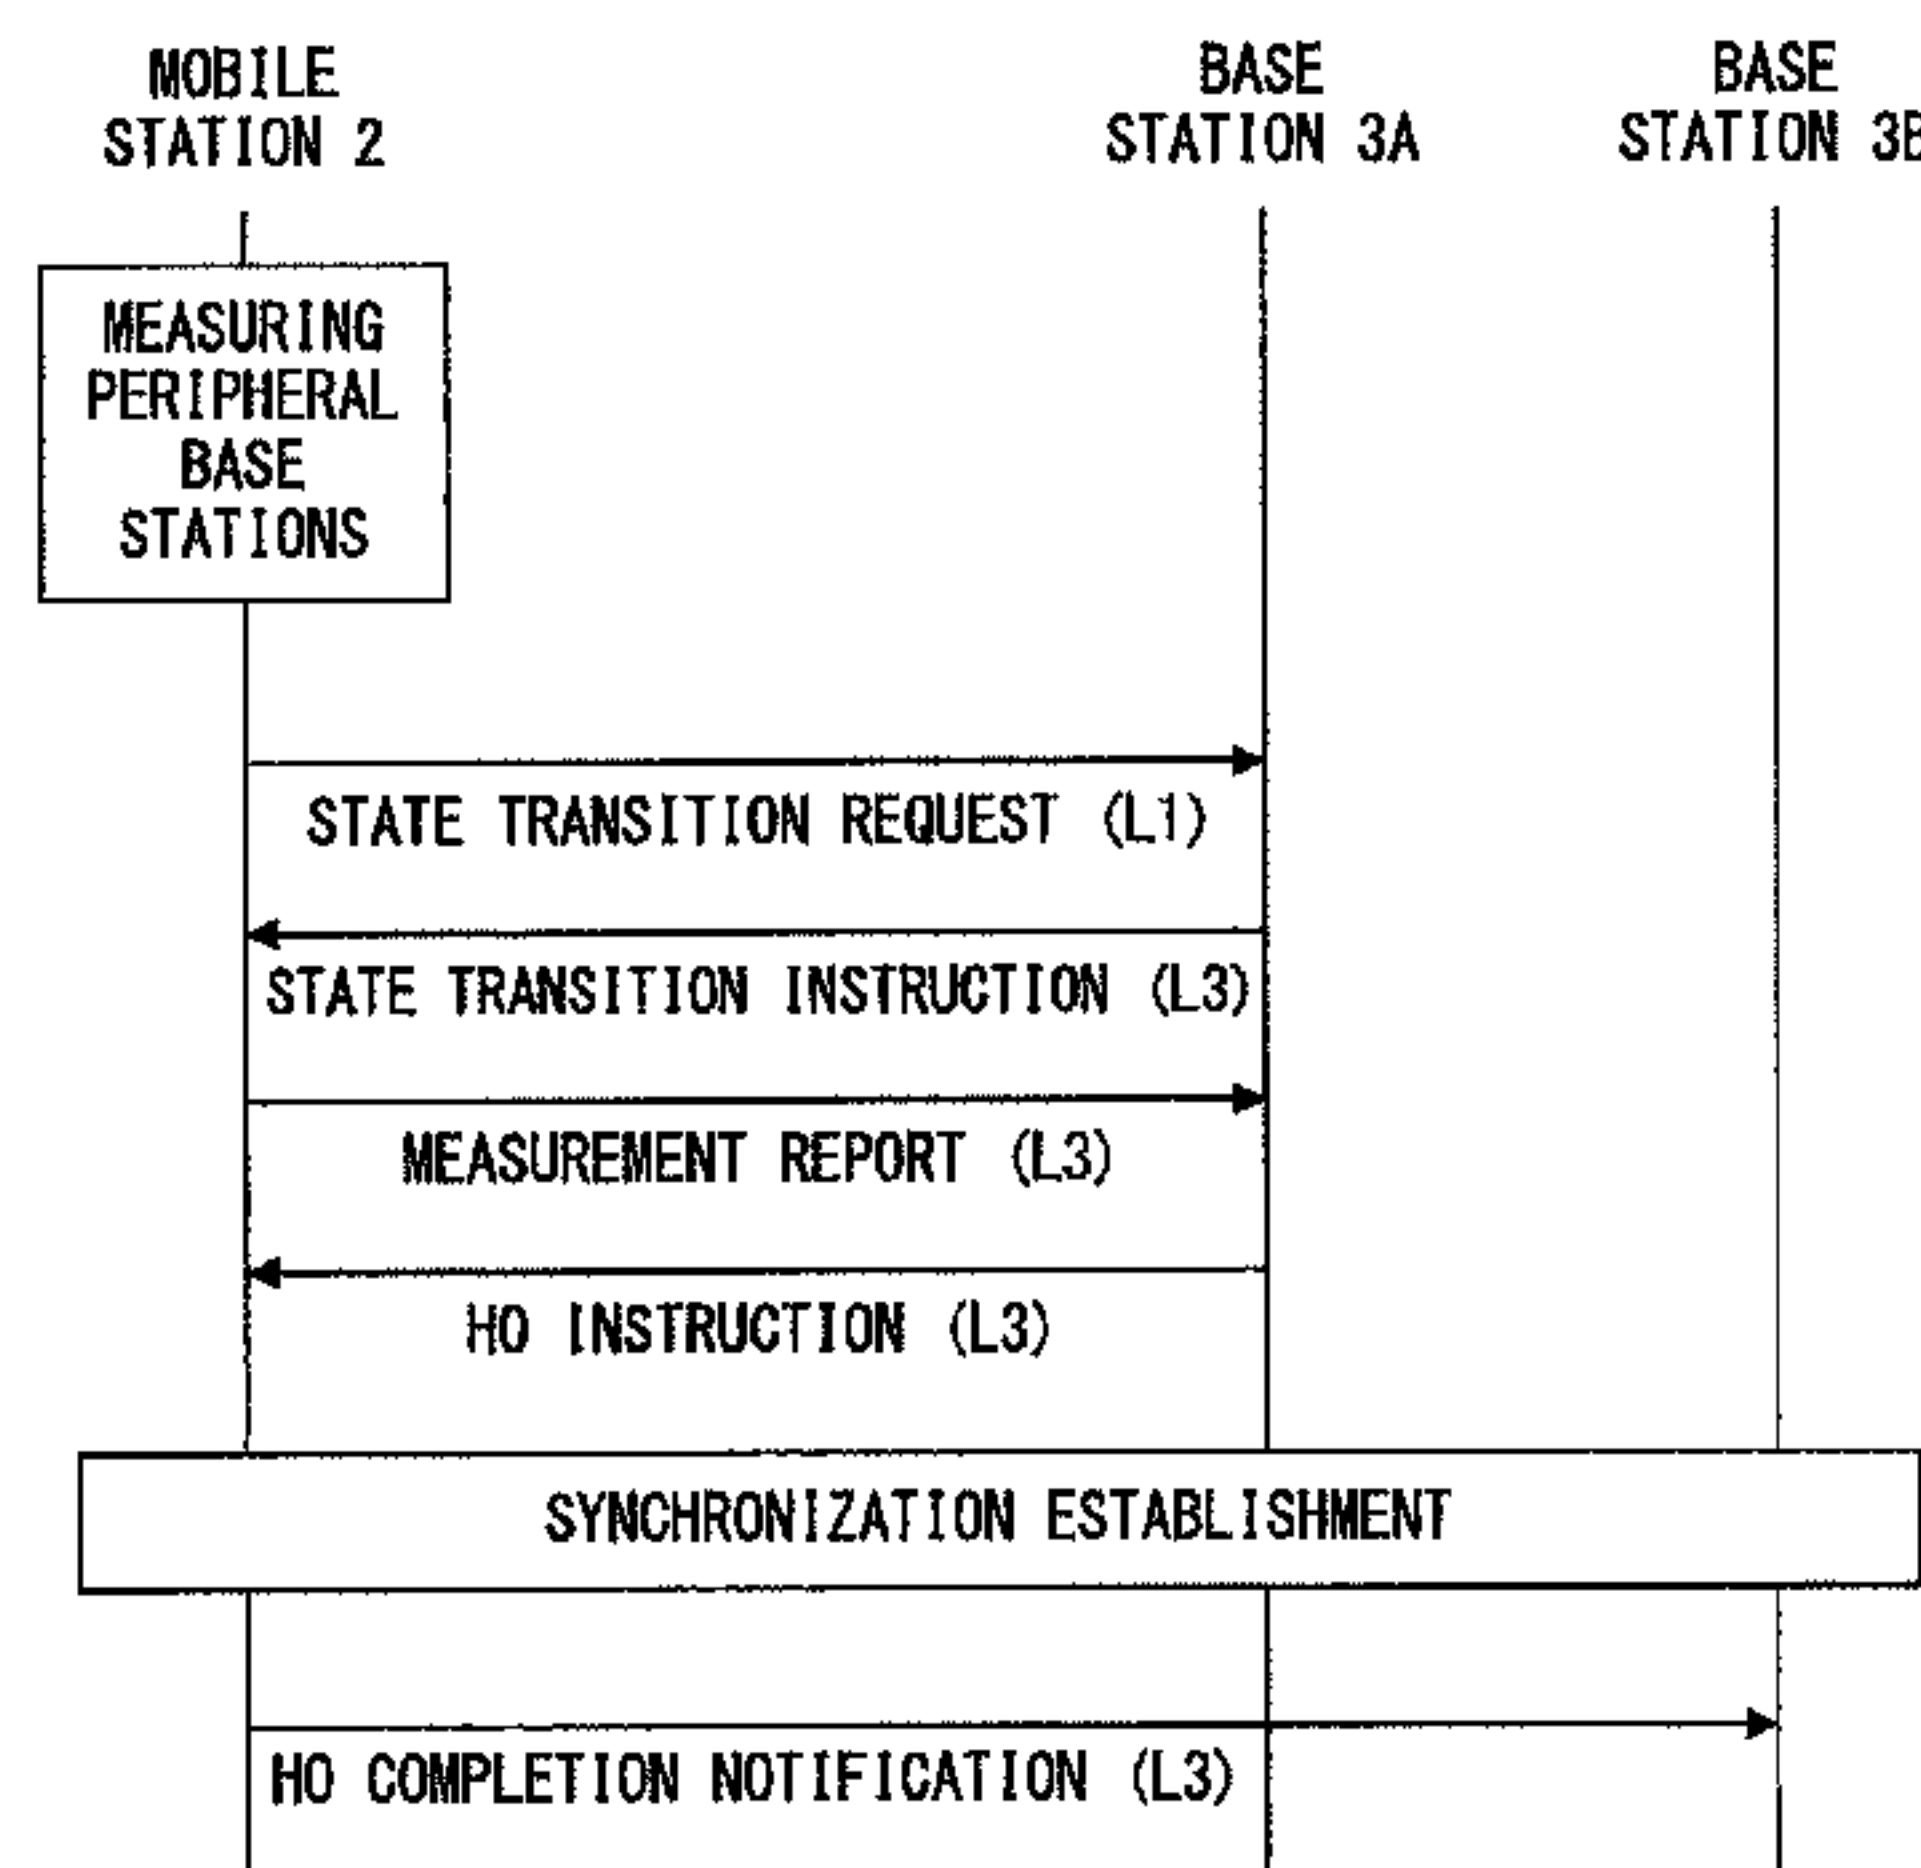 MOBILE
STATION 2
BASE
STATION 3A
BASE
STATION 3B
MEASURING
PERIPHERAL
BASE
STATIONS
STATE TRANSITION REQUEST (L1)
STATE TRANSITION INSTRUCTION (L3)
MEASUREMENT REPORT (L3)
HO INSTRUCTION (L3)
SYNCHRONIZATION ESTABLISHMENT
HO COMPLETION NOTIFICATION (L3)